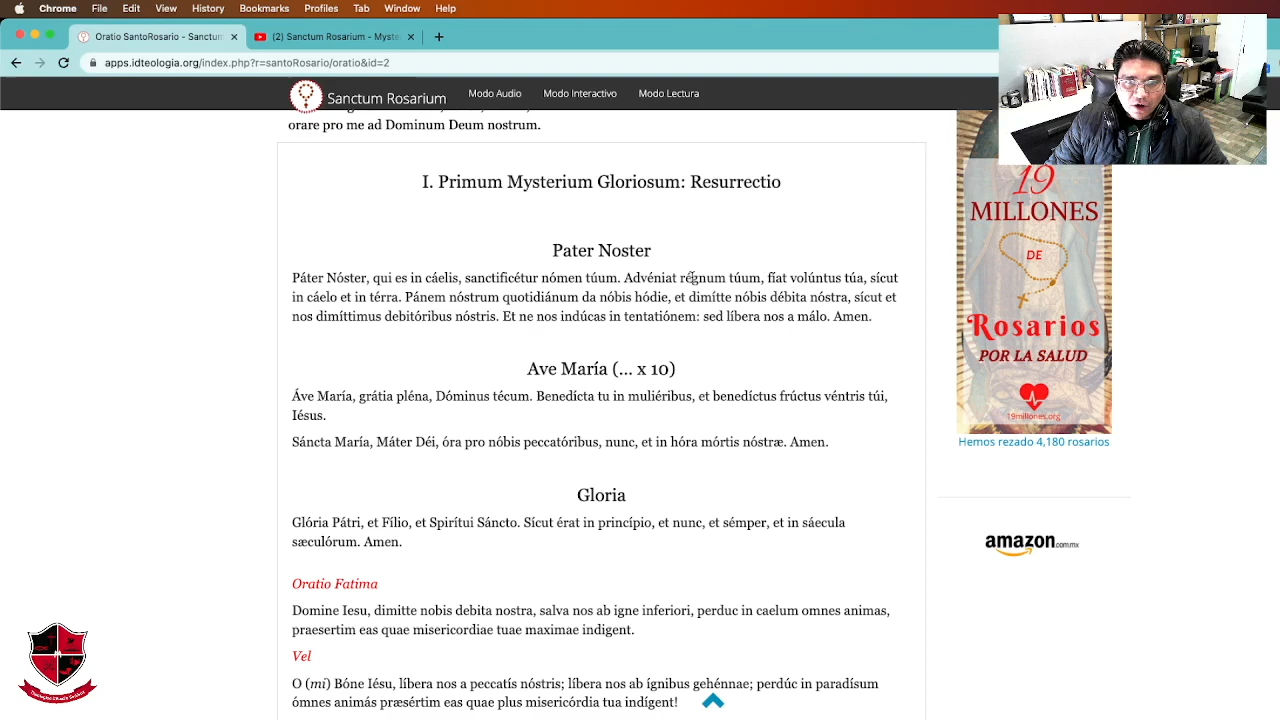 Chrome File Edit View History Bookmarks Profiles Tab Window Help
Oratio SantoRosario - Sanctum
(2) Sanctum Rosarium - Myste
apps.idteologia.org/index.php?r=santoRosario/oratio&id=2
Sanctum Rosarium Modo Audio Modo Interactivo Modo Lectura
orare pro me ad Dominum Deum nostrum.
I. Primum Mysterium Gloriosum: Resurrectio
Pater Noster
Páter Nóster, qui es in cáelis, sanctificétur nómen túum. Advéniat régnum túum, fíat volúntus túa, sícut
in cáelo et in térra. Pánem nóstrum quotidiánum da nóbis hódie, et dimítte nóbis débita nóstra, sícut et
nos dimíttimus debitóribus nóstris. Et ne nos indúcas in tentatiónem: sed líbera nos a málo. Amen.
Ave María (... x 10)
Áve María, grátia pléna, Dóminus técum. Benedícta tu in muliéribus, et benedíctus frúctus véntris túi,
Iésus.
Sáncta María, Máter Déi, óra pro nóbis peccatóribus, nunc, et in hóra mórtis nóstræ. Amen.
Gloria
Glória Pátri, et Fílio, et Spirítui Sáncto. Sícut érat in princípio, et nunc, et sémper, et in sáecula
sæculórum. Amen.
Oratio Fatima
Domine Iesu, dimitte nobis debita nostra, salva nos ab igne inferiori, perduc in caelum omnes animas,
praesertim eas quae misericordiae tuae maximae indigent.
Vel
O (mi) Bóne Iésu, líbera nos a peccatís nóstris; líbera nos ab ígnibus gehénnae; perdúc in paradísum
ómnes animás præsértim eas quae plus misericórdia tua indígent!
19
MILLONES
DE
Rosarios
POR LA SALUD
19millones.org
Hemos rezado 4,180 rosarios
amazon.com.mx